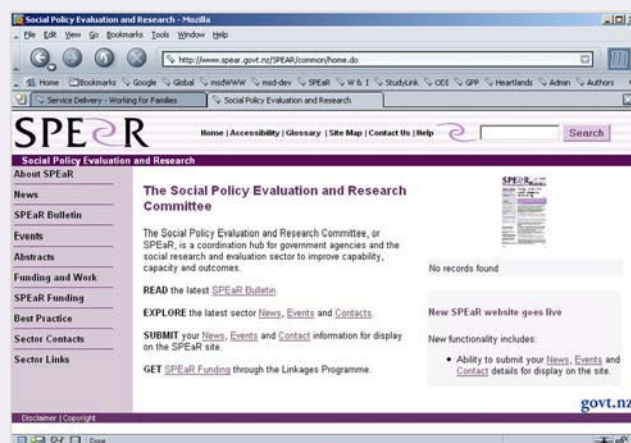 Social Policy Evaluation and Research - Mozilla
File Edit View Go Bookmarks Tools Window Help
http://www.spear.govt.nz/SPEAR/common/home.do
Home Bookmarks Google Global msdWWW msd-dev SPEaR W & I StudyLink ODI GPP Heartlands Admin Authors
Service Delivery - Working for Families
Social Policy Evaluation and Research
SPEaR
Home | Accessibility | Glossary | Site Map | Contact Us | Help
Search
Social Policy Evaluation and Research
About SPEaR
News
SPEaR Bulletin
Events
Abstracts
Funding and Work
SPEaR Funding
Best Practice
Sector Contacts
Sector Links
The Social Policy Evaluation and Research
Committee
The Social Policy Evaluation and Research Committee, or
SPEaR, is a coordination hub for government agencies and the
social research and evaluation sector to improve capability,
capacity and outcomes.
READ the latest SPEaR Bulletin.
EXPLORE the latest sector News, Events and Contacts.
SUBMIT your News, Events and Contact information for display
on the SPEaR site.
GET SPEaR Funding through the Linkages Programme.
SPEaR
No records found
New SPEaR website goes live
New functionality includes:
Ability to submit your News, Events and
Contact details for display on the site.
govt.nz
Disclaimer | Copyright
Done